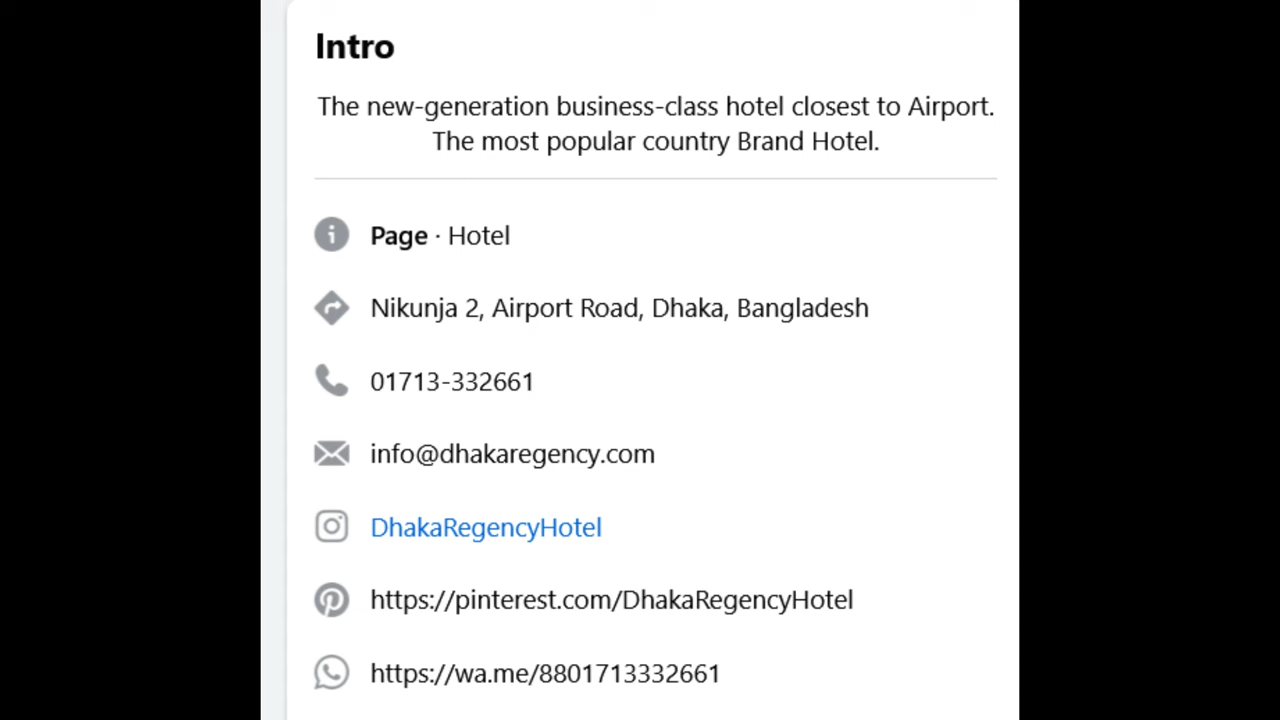 Intro
The new-generation business-class hotel closest to Airport.
The most popular country Brand Hotel.
Page · Hotel
Nikunja 2, Airport Road, Dhaka, Bangladesh
01713-332661
info@dhakaregency.com
DhakaRegencyHotel
https://pinterest.com/DhakaRegencyHotel
https://wa.me/8801713332661